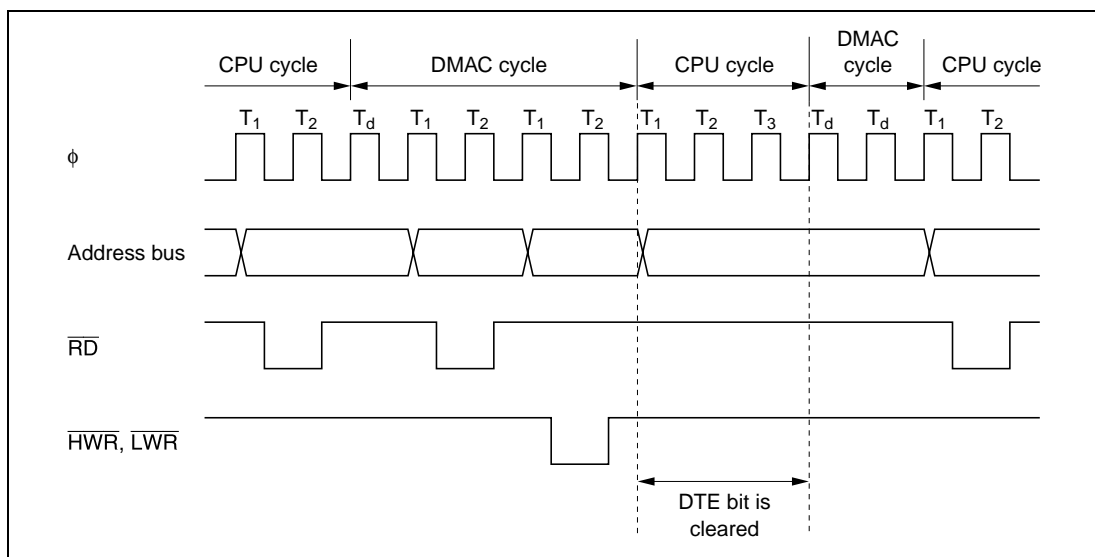 DMAC
CPU cycle DMAC cycle CPU cycle cycle CPU cycle
T1 T2 Td T1 T2 T1 T2 T1 T2 T3 Td Td T1 T2
φ
Address bus
RD
HWR, LWR
DTE bit is
cleared